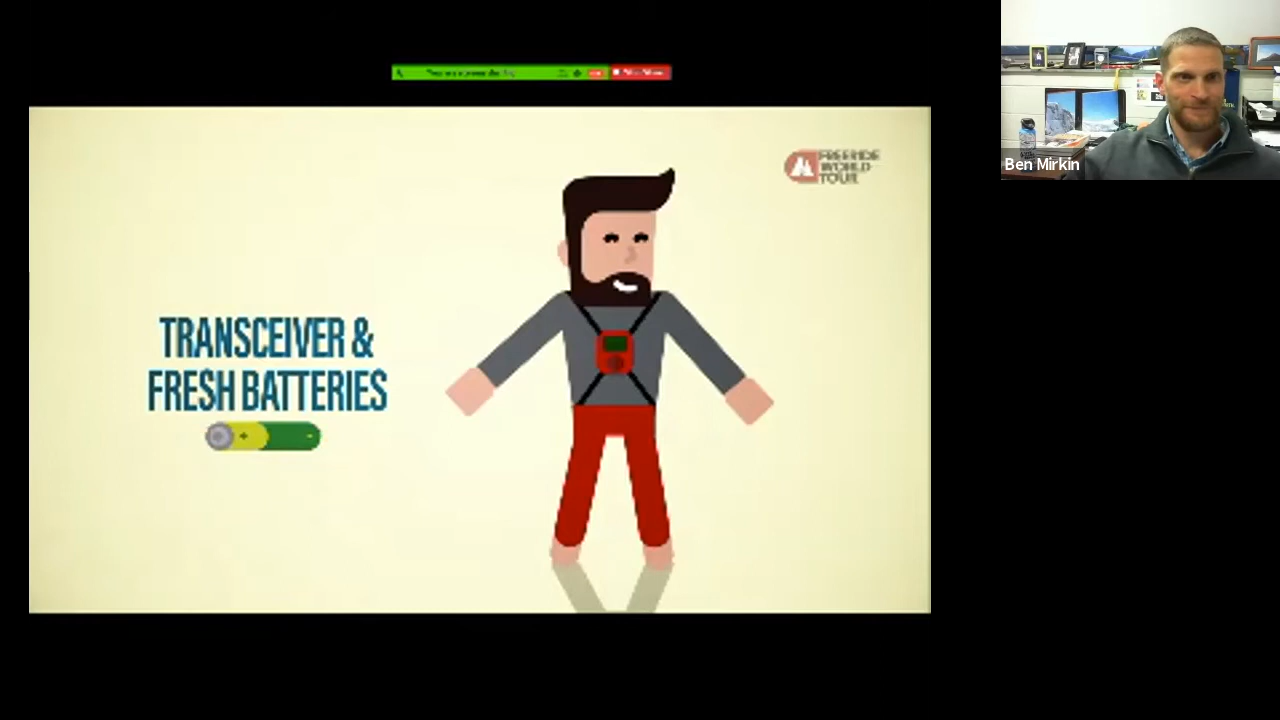 FREERIDE
WORLD
TOUR
Ben Mirkin
TRANSCEIVER &
FRESH BATTERIES